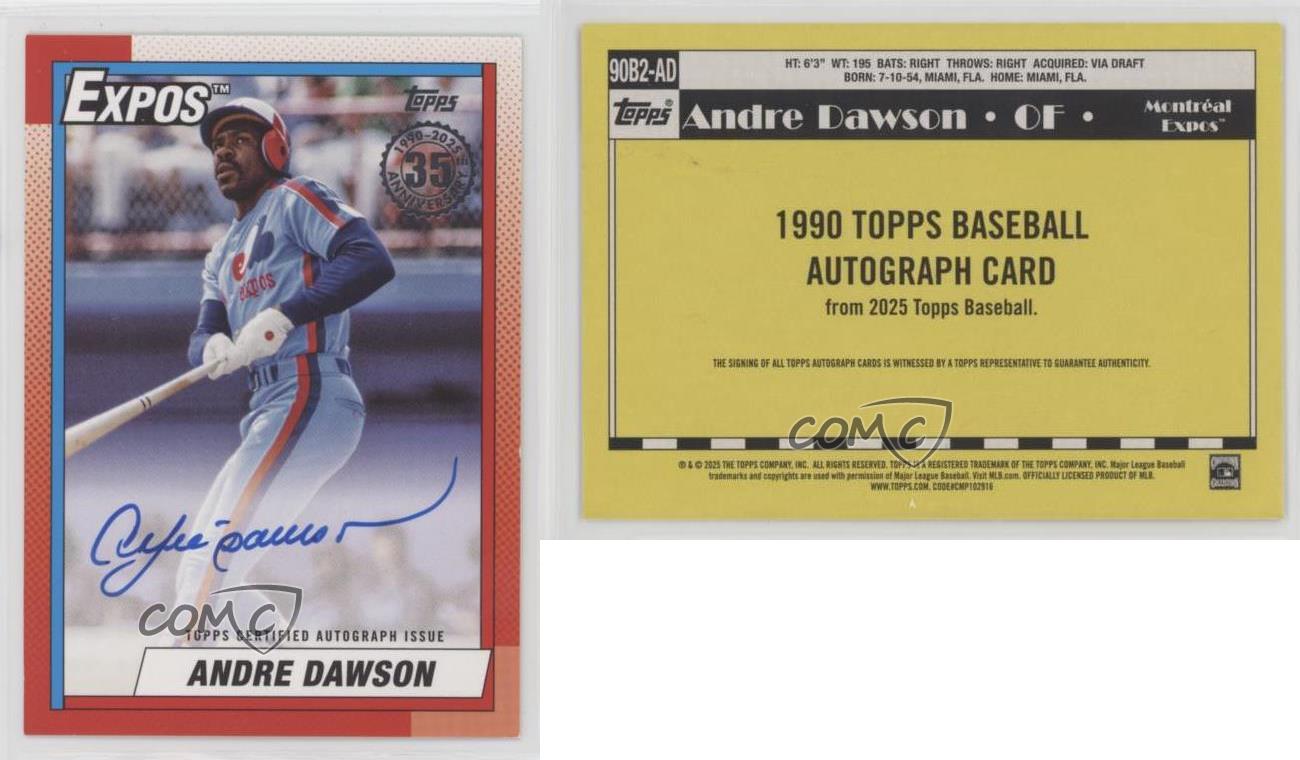 EXPOS™
Topps
1990-2025
35th
ANNIVERSARY
expos
Andre Dawson
COMC
TOPPS CERTIFIED AUTOGRAPH ISSUE
ANDRE DAWSON
90B2-AD
HT: 6'3" WT: 195 BATS: RIGHT THROWS: RIGHT ACQUIRED: VIA DRAFT
BORN: 7-10-54, MIAMI, FLA. HOME: MIAMI, FLA.
Topps®
Andre Dawson • OF •
Montréal
Expos™
1990 TOPPS BASEBALL
AUTOGRAPH CARD
from 2025 Topps Baseball.
THE SIGNING OF ALL TOPPS AUTOGRAPH CARDS IS WITNESSED BY A TOPPS REPRESENTATIVE TO GUARANTEE AUTHENTICITY.
COMC
® & © 2025 THE TOPPS COMPANY, INC. ALL RIGHTS RESERVED. TOPPS IS A REGISTERED TRADEMARK OF THE TOPPS COMPANY, INC. Major League Baseball
trademarks and copyrights are used with permission of Major League Baseball. Visit MLB.com. OFFICIALLY LICENSED PRODUCT OF MLB.
WWW.TOPPS.COM. CODE#CMP102916
A